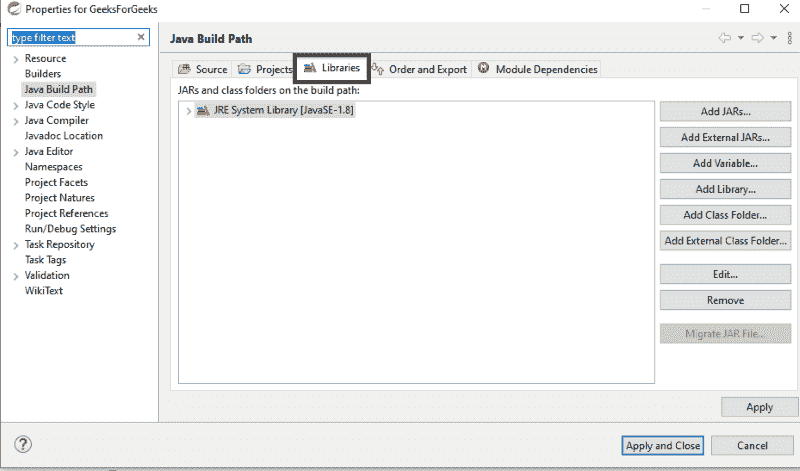 Properties for GeeksForGeeks
type filter text
Java Build Path
Resource
Builders
Java Build Path
Java Code Style
Java Compiler
Javadoc Location
Java Editor
Namespaces
Project Facets
Project Natures
Project References
Run/Debug Settings
Task Repository
Task Tags
Validation
WikiText
Source
Projects
Libraries
Order and Export
Module Dependencies
JARs and class folders on the build path:
JRE System Library [JavaSE-1.8]
Add JARs...
Add External JARs...
Add Variable...
Add Library...
Add Class Folder...
Add External Class Folder...
Edit...
Remove
Migrate JAR File...
Apply
Apply and Close
Cancel